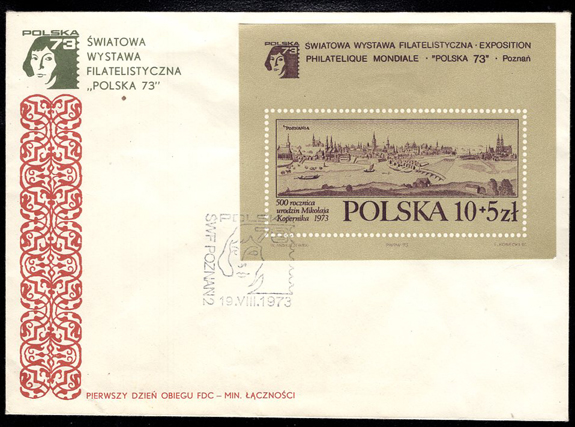 POLSKA
73
ŚWIATOWA
WYSTAWA
FILATELISTYCZNA
„POLSKA 73”
POLSKA
73
ŚWIATOWA WYSTAWA FILATELISTYCZNA · EXPOSITION
PHILATELIQUE MONDIALE · "POLSKA 73" · Poznań
POZNANIA
500 rocznica
urodzin Mikołaja
Kopernika 1973
POLSKA 10+5zł
POLSKA
ŚWF POZNAŃ 2
19.VIII.1973
PIERWSZY DZIEŃ OBIEGU FDC – MIN. ŁĄCZNOŚCI